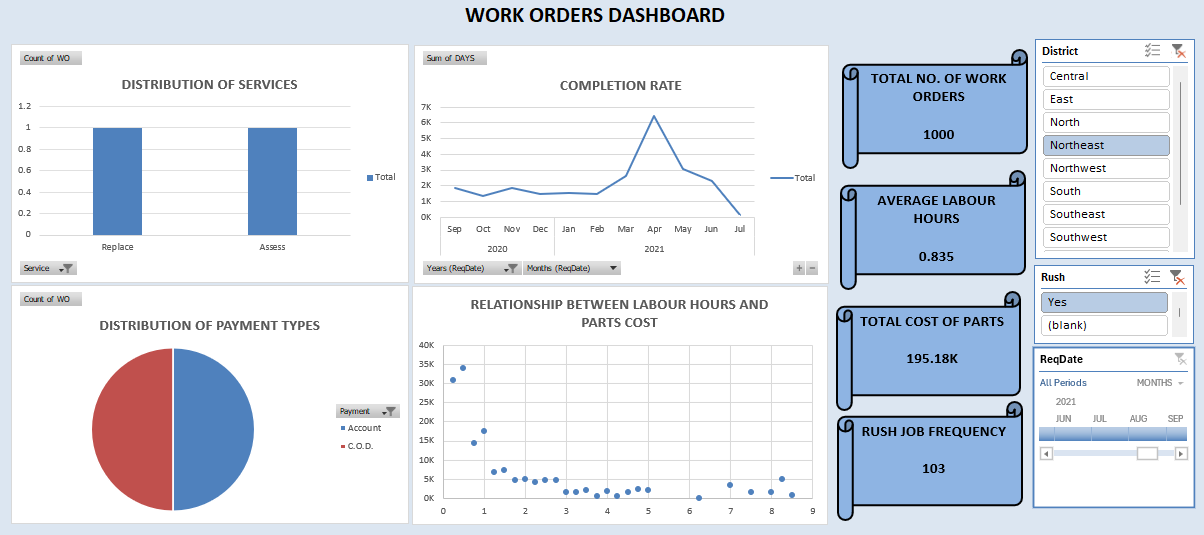 WORK ORDERS DASHBOARD
Count of WO
DISTRIBUTION OF SERVICES
1.2
1
0.8
0.6
0.4
0.2
0
Replace
Assess
Total
Service
Sum of DAYS
COMPLETION RATE
7K
6K
5K
4K
3K
2K
1K
0K
Sep Oct Nov Dec Jan Feb Mar Apr May Jun Jul
2020 2021
Total
Years (ReqDate) Months (ReqDate)
+ −
Count of WO
DISTRIBUTION OF PAYMENT TYPES
Payment
Account
C.O.D.
RELATIONSHIP BETWEEN LABOUR HOURS AND
PARTS COST
40K
35K
30K
25K
20K
15K
10K
5K
0K
0 1 2 3 4 5 6 7 8 9
TOTAL NO. OF WORK
ORDERS
1000
AVERAGE LABOUR
HOURS
0.835
TOTAL COST OF PARTS
195.18K
RUSH JOB FREQUENCY
103
District
Central
East
North
Northeast
Northwest
South
Southeast
Southwest
Rush
Yes
(blank)
ReqDate
All Periods MONTHS
2021
JUN JUL AUG SEP